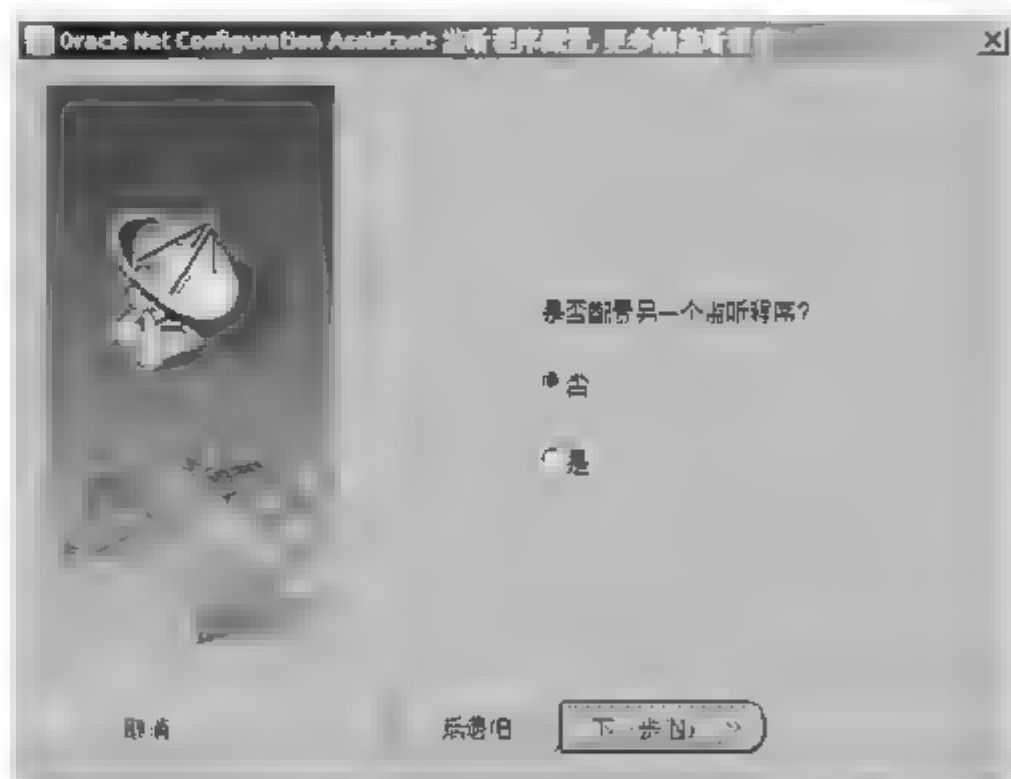 Oracle Net Configuration Assistant: 监听程序配置,更多的监听程
是否配置另一个监听程序?
否
是
取消
后退(B
下一步(N) »